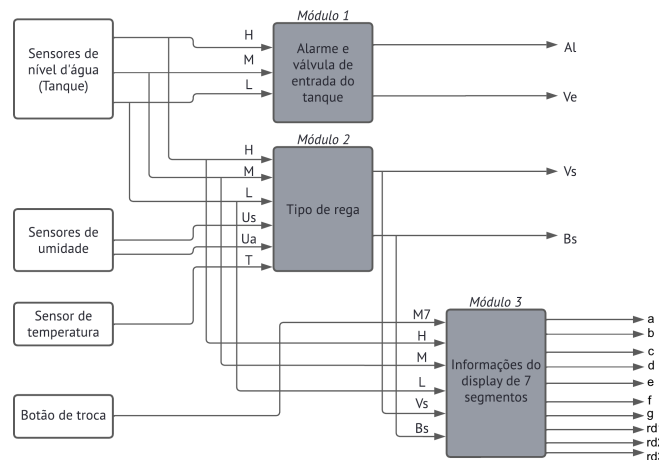 Módulo 1
Sensores de
nível d'água
(Tanque)
H
M
L
Alarme e
válvula de
entrada do
tanque
Al
Ve
Módulo 2
H
M
L
Us
Ua
T
Tipo de rega
Vs
Bs
Sensores de
umidade
Sensor de
temperatura
Botão de troca
Módulo 3
M7
H
M
L
Vs
Bs
Informações do
display de 7
segmentos
a
b
c
d
e
f
g